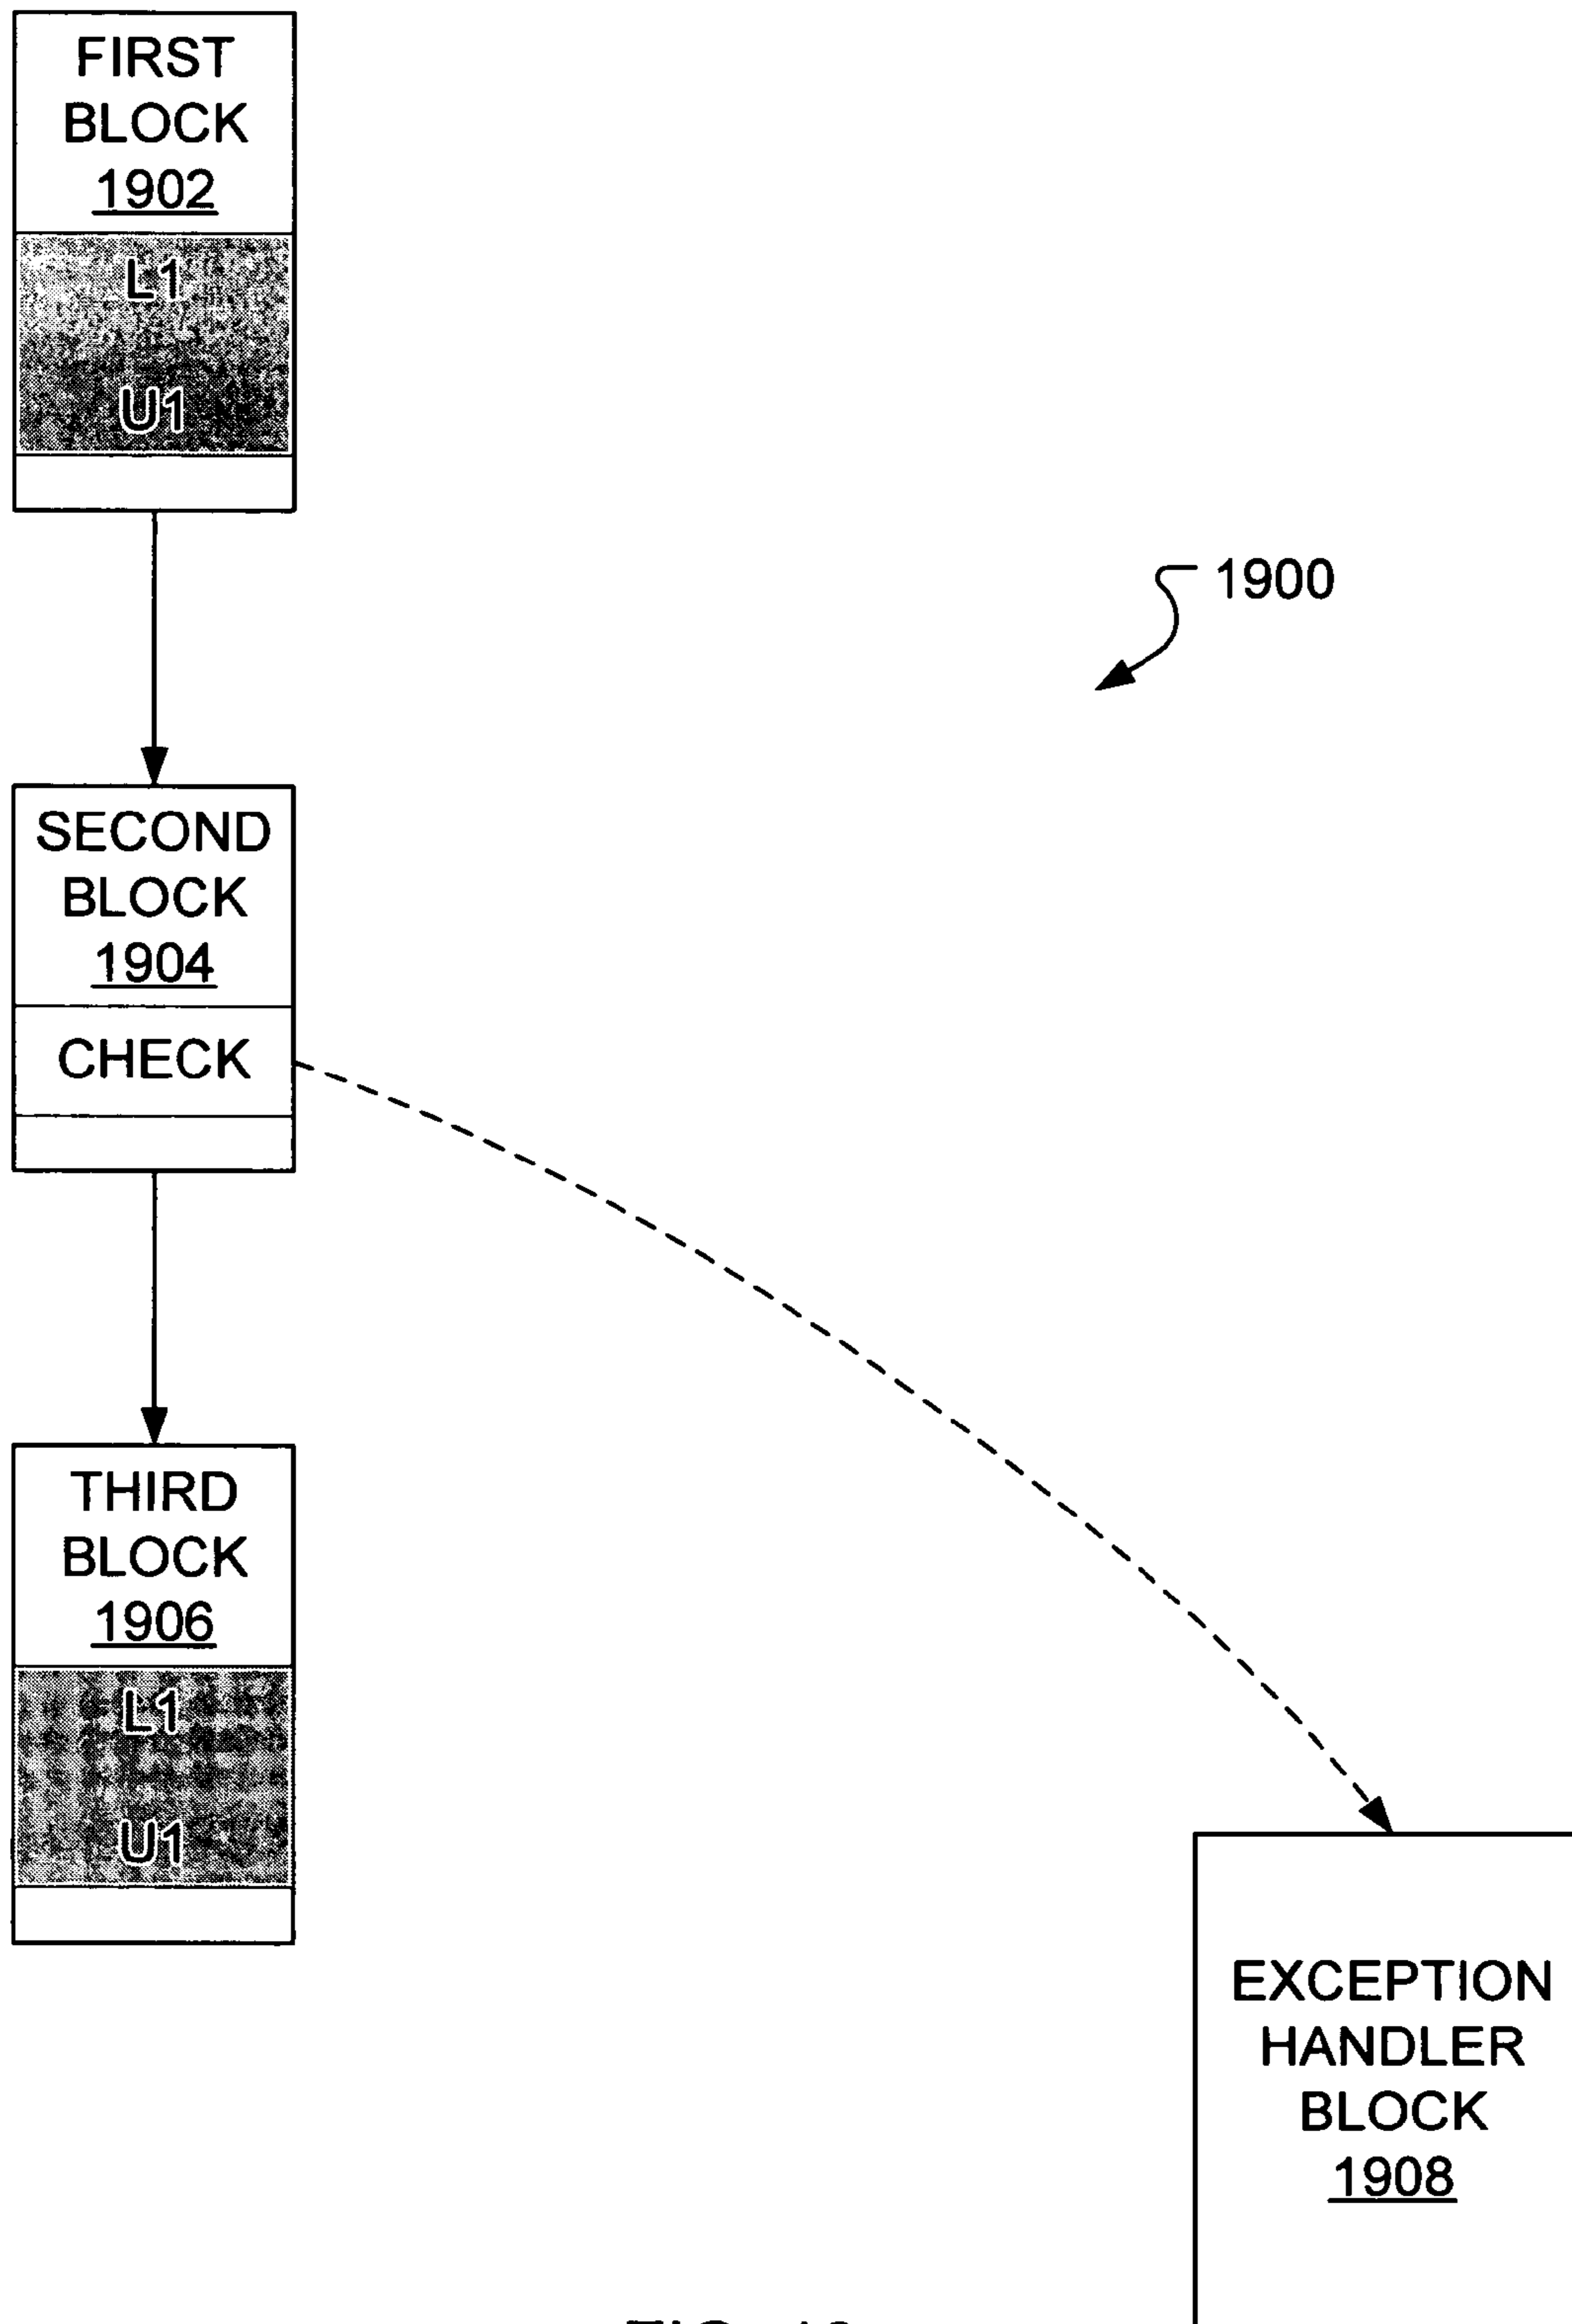 FIRST
BLOCK
1902
L1
U1
1900
SECOND
BLOCK
1904
CHECK
THIRD
BLOCK
1906
L1
U1
EXCEPTION
HANDLER
BLOCK
1908